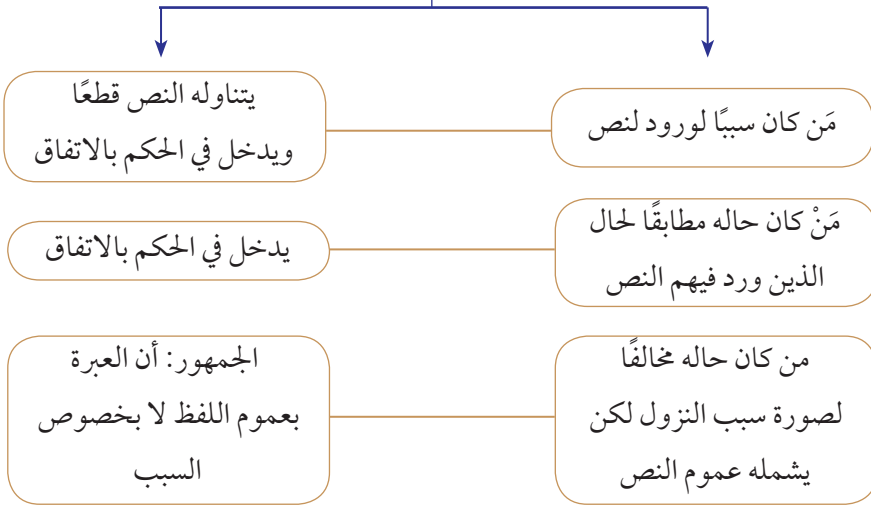 مَن كان سببًا لورود لنص
يتناوله النص قطعًا
ويدخل في الحكم بالاتفاق
مَنْ كان حاله مطابقًا لحال
الذين ورد فيهم النص
يدخل في الحكم بالاتفاق
من كان حاله مخالفًا
لصورة سبب النزول لكن
يشمله عموم النص
الجمهور: أن العبرة
بعموم اللفظ لا بخصوص
السبب